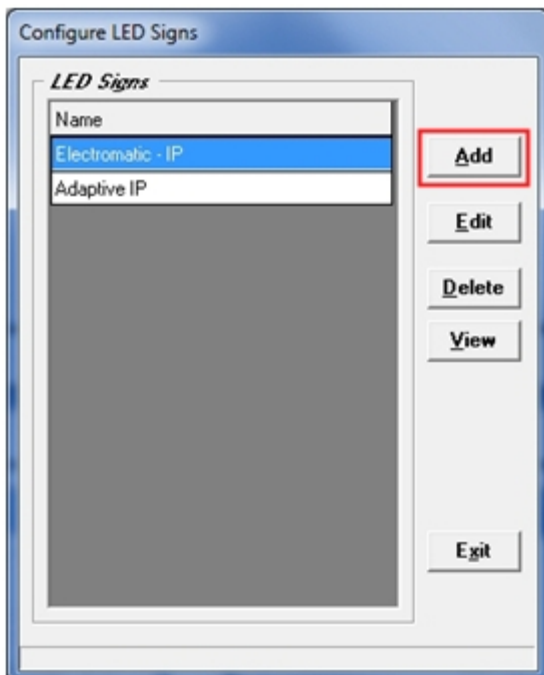 Configure LED Signs
LED Signs
Name
Electromatic - IP
Adaptive IP
Add
Edit
Delete
View
Exit